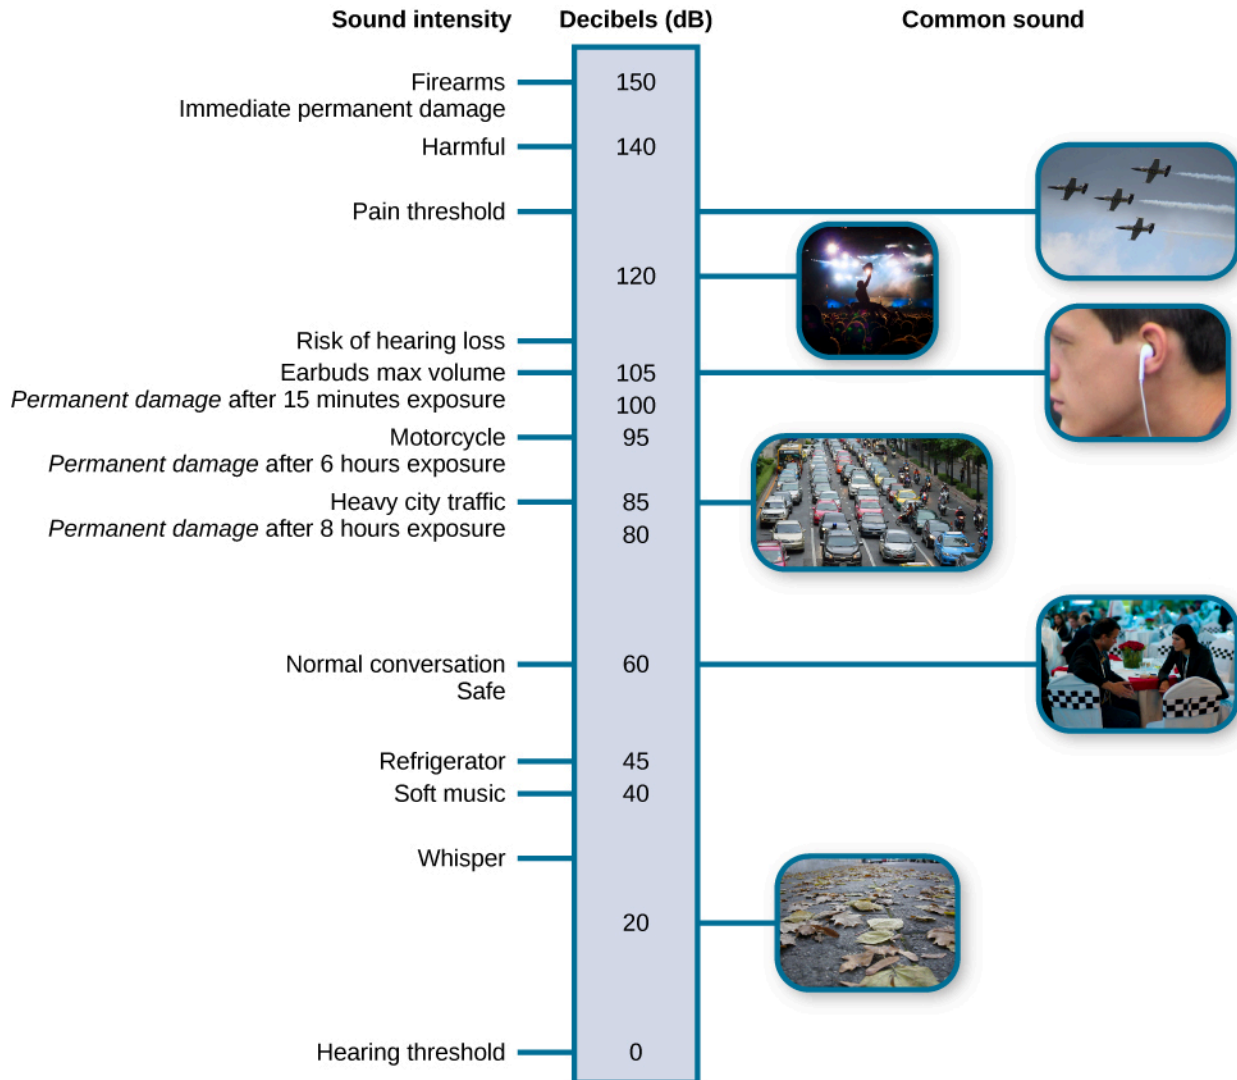 Sound intensity Decibels (dB) Common sound
Firearms 150
Immediate permanent damage
Harmful 140
Pain threshold
120
Risk of hearing loss
Earbuds max volume 105
Permanent damage after 15 minutes exposure 100
Motorcycle 95
Permanent damage after 6 hours exposure
Heavy city traffic 85
Permanent damage after 8 hours exposure 80
Normal conversation 60
Safe
Refrigerator 45
Soft music 40
Whisper
20
Hearing threshold 0